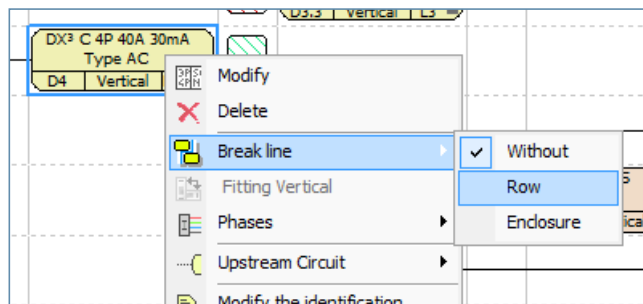 D3.3 Vertical L3
DX³ C 4P 40A 30mA
Type AC
D4 Vertical
Modify
Delete
Break line
Without
Fitting Vertical
Row
Phases
Enclosure
Upstream Circuit
Modify the identification